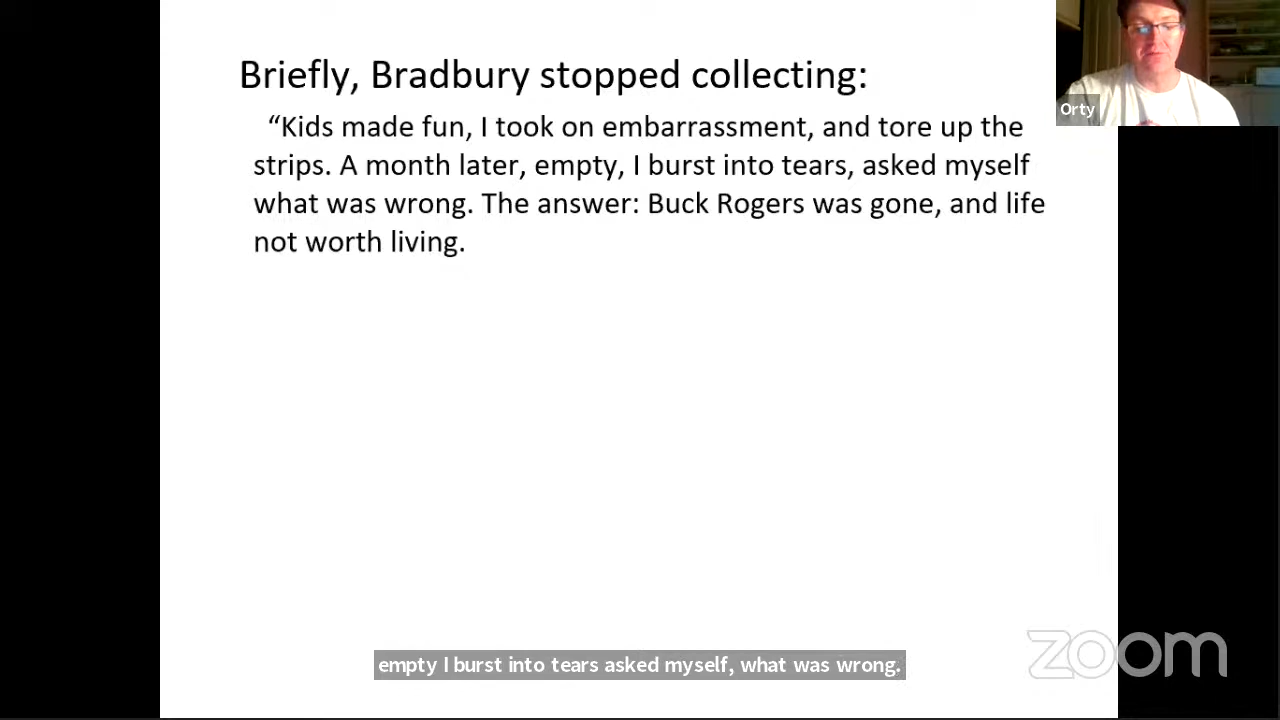 Briefly, Bradbury stopped collecting:
“Kids made fun, I took on embarrassment, and tore up the
strips. A month later, empty, I burst into tears, asked myself
what was wrong. The answer: Buck Rogers was gone, and life
not worth living.
Orty
empty I burst into tears asked myself, what was wrong.
zoom